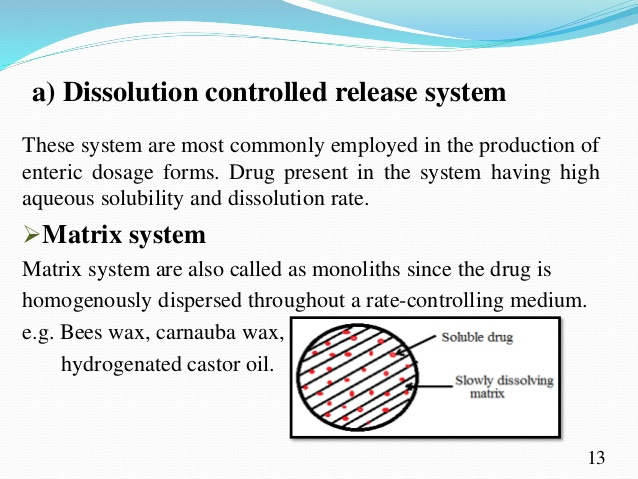 a) Dissolution controlled release system
These system are most commonly employed in the production of
enteric dosage forms. Drug present in the system having high
aqueous solubility and dissolution rate.
➢Matrix system
Matrix system are also called as monoliths since the drug is
homogenously dispersed throughout a rate-controlling medium.
e.g. Bees wax, carnauba wax,
hydrogenated castor oil.
Soluble drug
Slowly dissolving
matrix
13